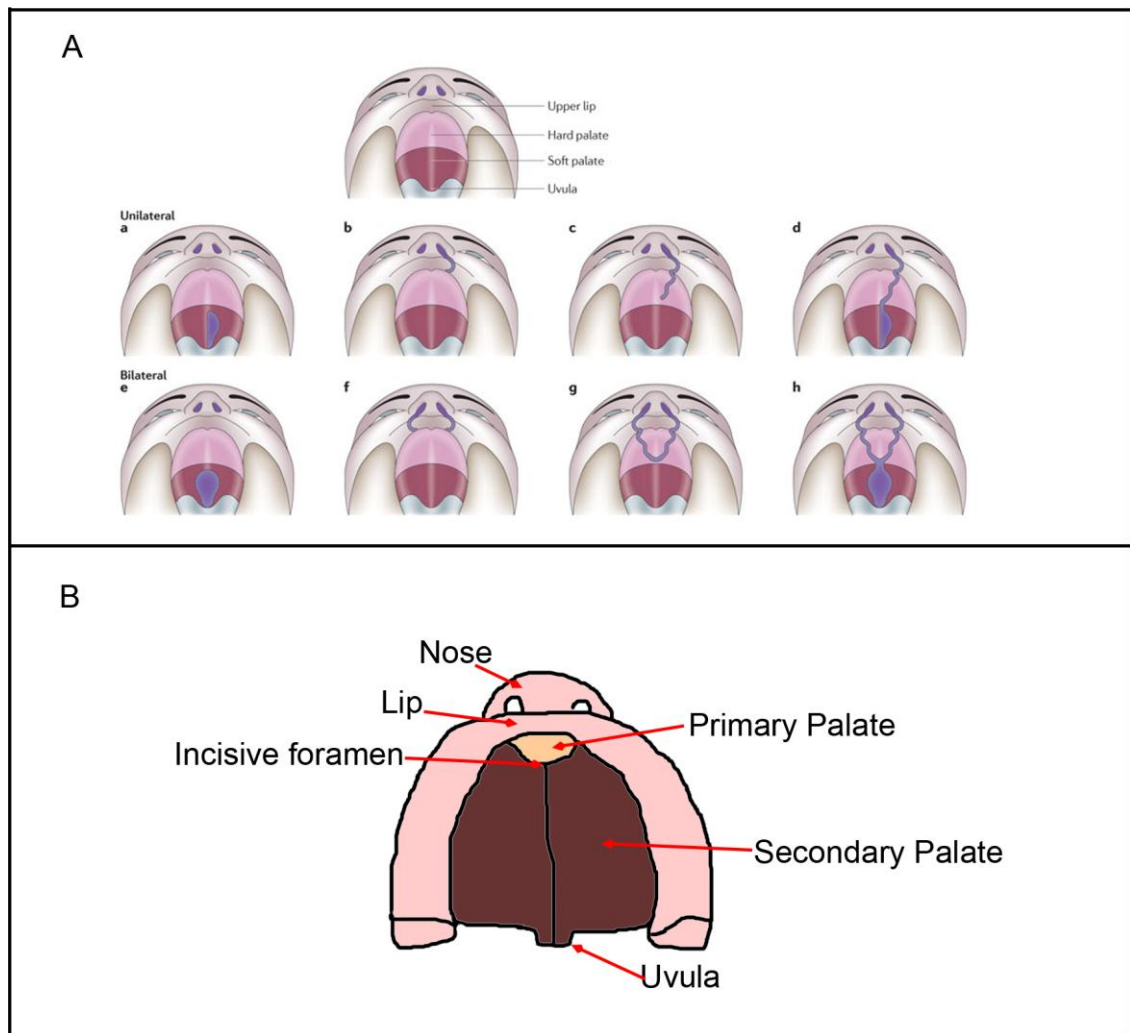 A
Upper lip
Hard palate
Soft palate
Uvula
Unilateral
a
b
c
d
Bilateral
e
f
g
h
B
Nose
Lip
Primary Palate
Incisive foramen
Secondary Palate
Uvula